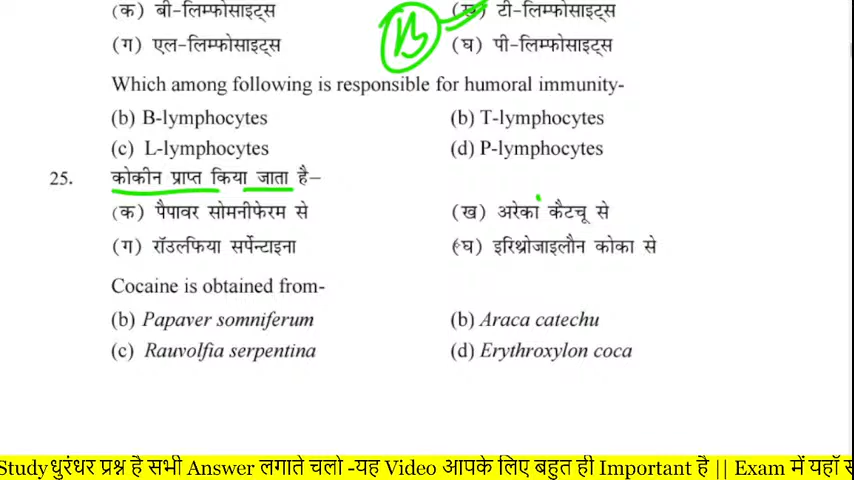 (क) बी-लिम्फोसाइट्स (ख) टी-लिम्फोसाइट्स
(ग) एल-लिम्फोसाइट्स (घ) पी-लिम्फोसाइट्स
B
Which among following is responsible for humoral immunity-
(b) B-lymphocytes (b) T-lymphocytes
(c) L-lymphocytes (d) P-lymphocytes
25. कोकीन प्राप्त किया जाता है–
(क) पैपावर सोमनीफेरम से (ख) अरेका कैटचू से
(ग) रॉउलफिया सर्पेन्टाइना (घ) इरिथ्रोजाइलौन कोका से
Cocaine is obtained from-
(b) Papaver somniferum (b) Araca catechu
(c) Rauvolfia serpentina (d) Erythroxylon coca
Study धुरंधर प्रश्न है सभी Answer लगाते चलो -यह Video आपके लिए बहुत ही Important है || Exam में यहाँ